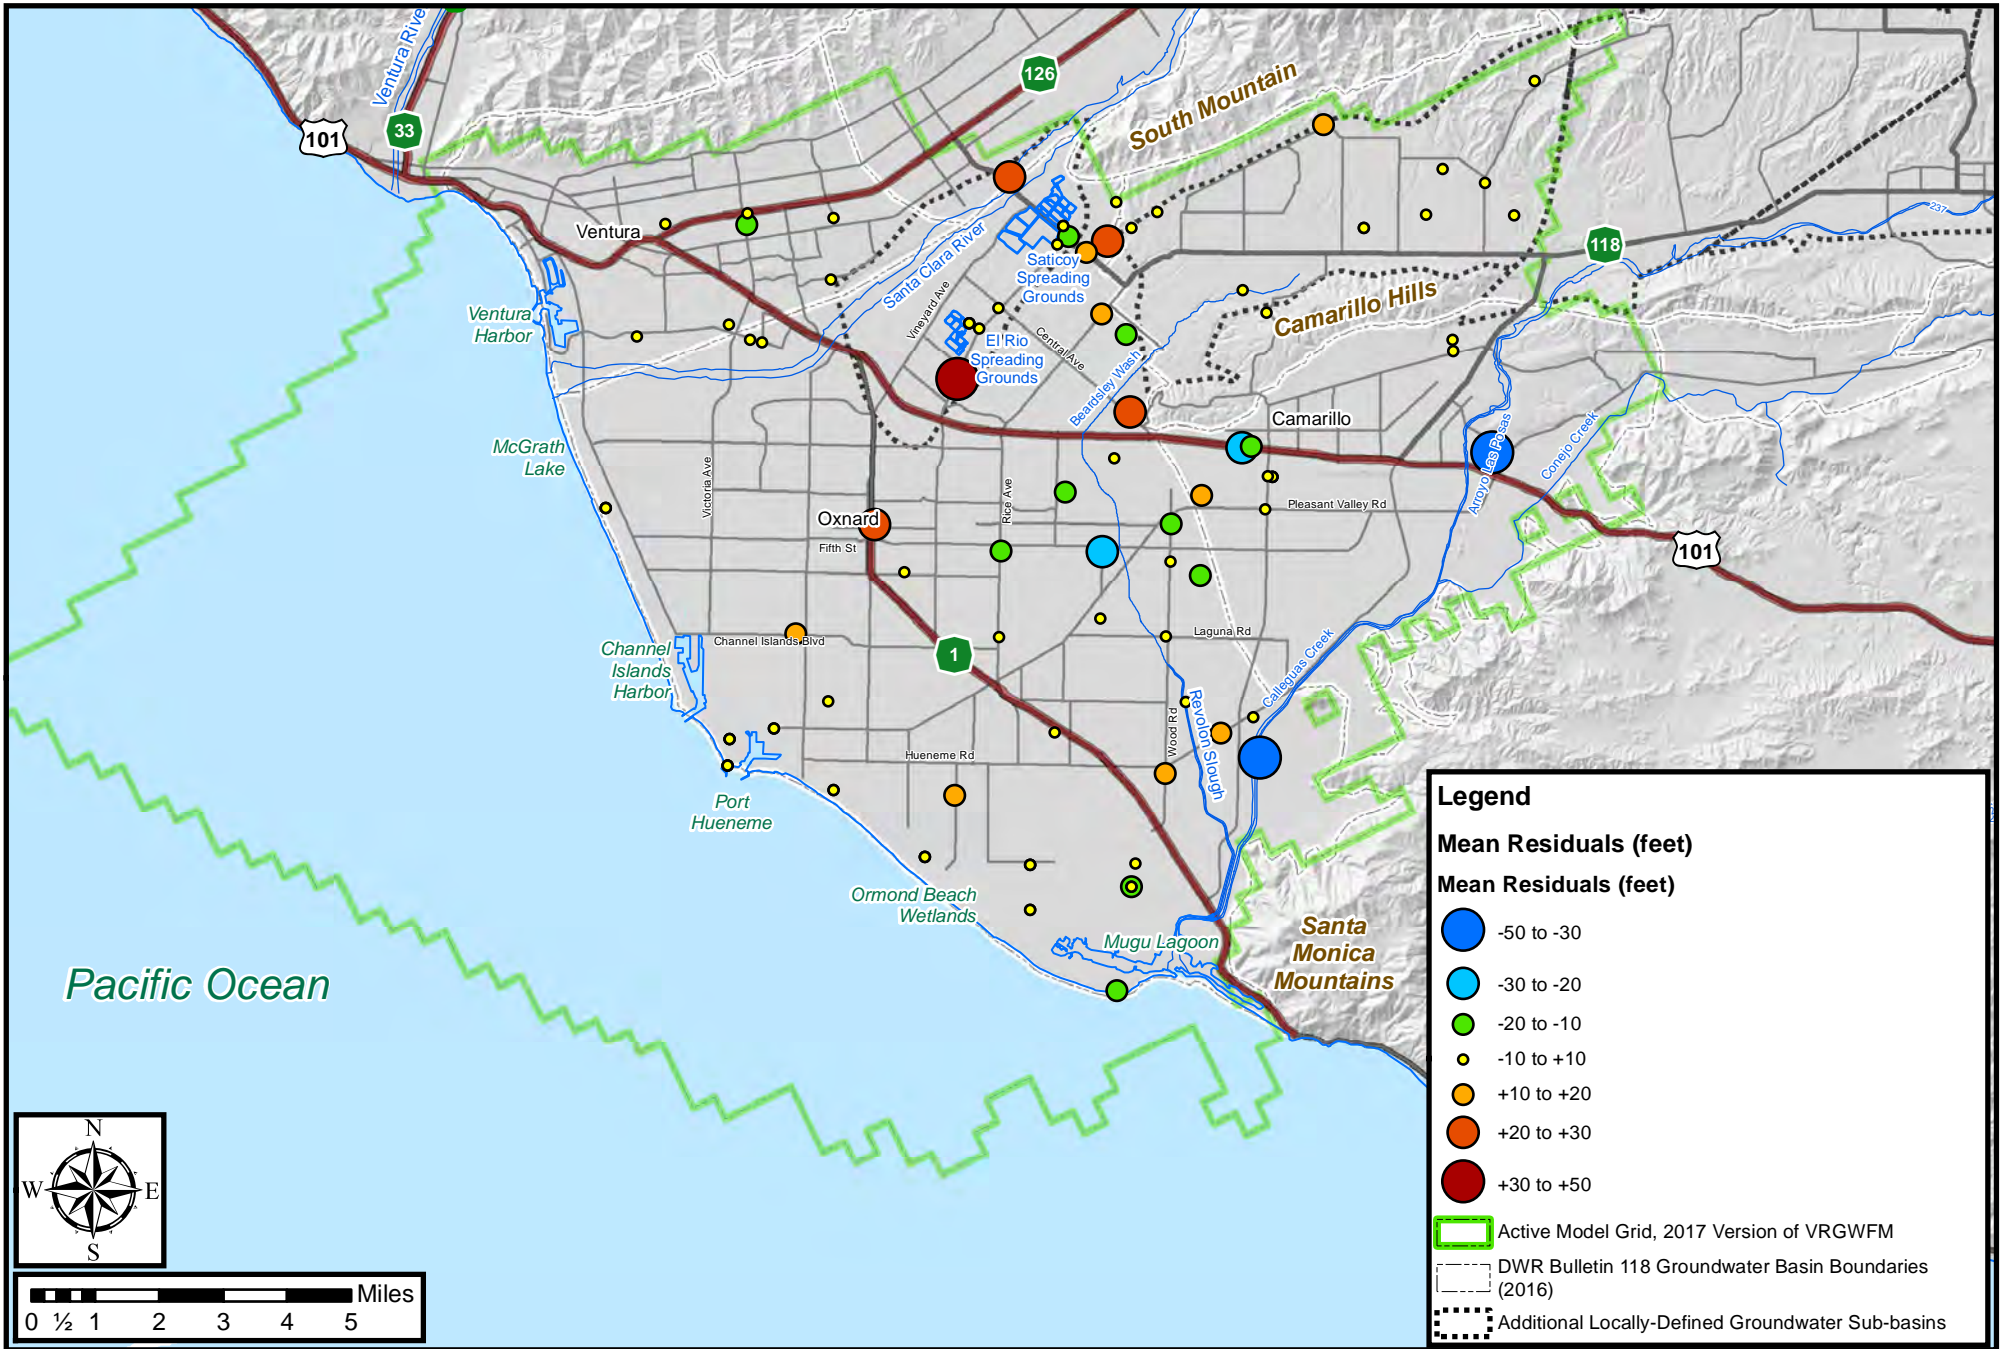 Ventura River
101
33
126
South Mountain
Ventura
Santa Clara River
Saticoy
Spreading
Grounds
118
237
Ventura
Harbor
Vineyard Ave
El Rio
Spreading
Grounds
Central Ave
Beardsley Wash
Camarillo Hills
Camarillo
McGrath
Lake
Victoria Ave
Rice Ave
Pleasant Valley Rd
Arroyo Las Posas
Conejo Creek
Oxnard
Fifth St
101
Channel
Islands
Harbor
Channel Islands Blvd
1
Laguna Rd
Calleguas Creek
Revolon Slough
Wood Rd
Hueneme Rd
Port
Hueneme
Ormond Beach
Wetlands
Mugu Lagoon
Santa
Monica
Mountains
Pacific Ocean
N
W
E
S
Miles
0 ½ 1 2 3 4 5
Legend
Mean Residuals (feet)
Mean Residuals (feet)
-50 to -30
-30 to -20
-20 to -10
-10 to +10
+10 to +20
+20 to +30
+30 to +50
Active Model Grid, 2017 Version of VRGWFM
DWR Bulletin 118 Groundwater Basin Boundaries
(2016)
Additional Locally-Defined Groundwater Sub-basins